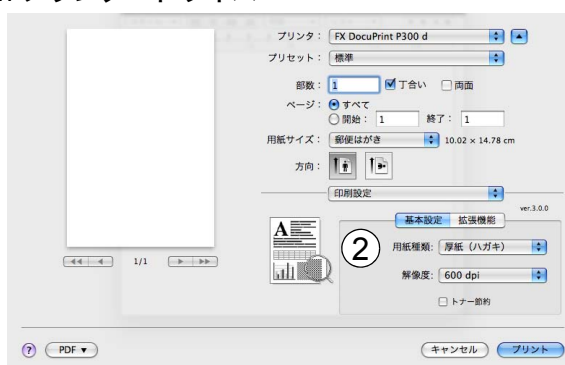 プリンタ： FX DocuPrint P300 d
プリセット： 標準
部数： 1 丁合い 両面
ページ： すべて
開始： 1 終了： 1
用紙サイズ： 郵便はがき 10.02 × 14.78 cm
方向：
印刷設定
ver.3.0.0
基本設定 拡張機能
② 用紙種類: 厚紙（ハガキ）
1/1
解像度: 600 dpi
トナー節約
? PDF ▼ キャンセル プリント